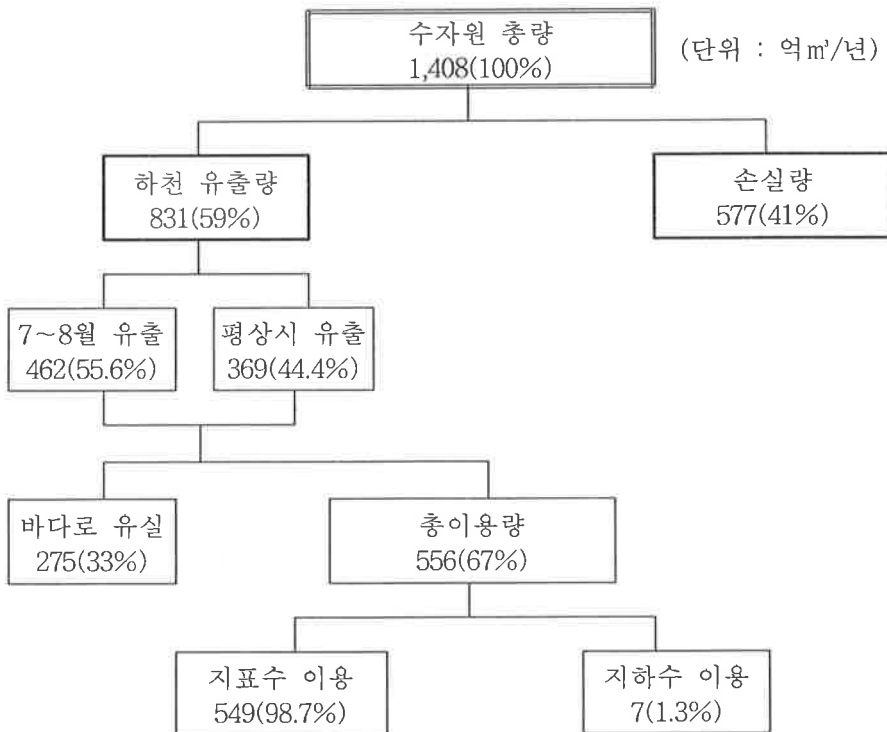 수자원 총량
1,408(100%)
(단위 : 억㎥/년)
하천 유출량
831(59%)
손실량
577(41%)
7~8월 유출
462(55.6%)
평상시 유출
369(44.4%)
바다로 유실
275(33%)
총이용량
556(67%)
지표수 이용
549(98.7%)
지하수 이용
7(1.3%)